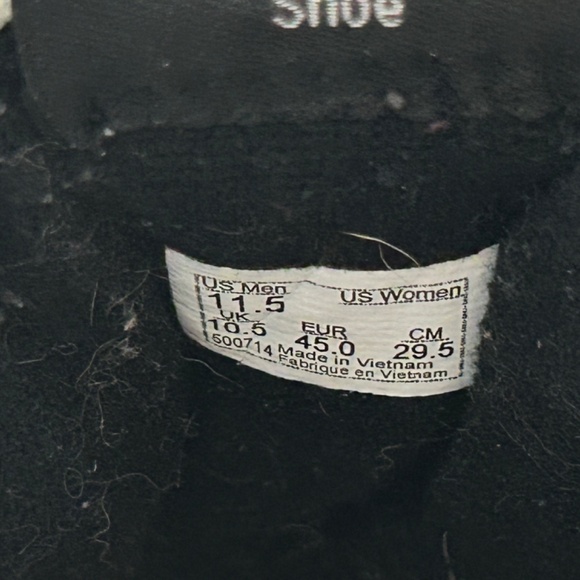 Shoe
US Men US Women
11.5
UK EUR CM
10.5 45.0 29.5
500714 Made in Vietnam
Fabrique en Vietnam